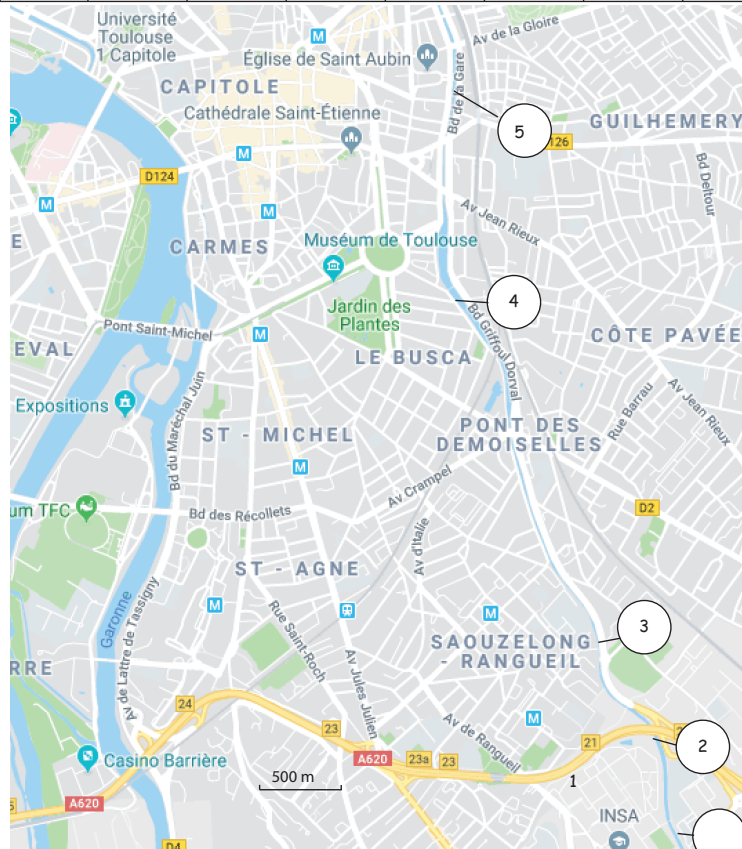 Université
Toulouse
1 Capitole
M
Av de la Gloire
Église de Saint Aubin
CAPITOLE
Bd de la Gare
Cathédrale Saint-Étienne
5
GUILHEMERY
126
M
D124
Bd Deltour
M
M
Av Jean Rieux
E
CARMES
Muséum de Toulouse
4
Jardin des
Plantes
Pont Saint-Michel
M
Bd Griffoul Dorval
CÔTE PAVÉE
EVAL
LE BUSCA
Bd du Maréchal Juin
Expositions
Rue Barrau
Av Jean Rieux
ST - MICHEL
PONT DES
DEMOISELLES
M
Av Crampel
um TFC
Bd des Récollets
D2
Av d'Italie
ST - AGNE
Garonne
Av de Lattre de Tassigny
M
Rue Saint-Roch
M
3
SAOUZELONG
- RANGUEIL
RRE
Av Jules Julien
24
Av de Rangueil
M
23
21
2
A620
23a
23
Casino Barrière
500 m
1
A620
INSA
D4